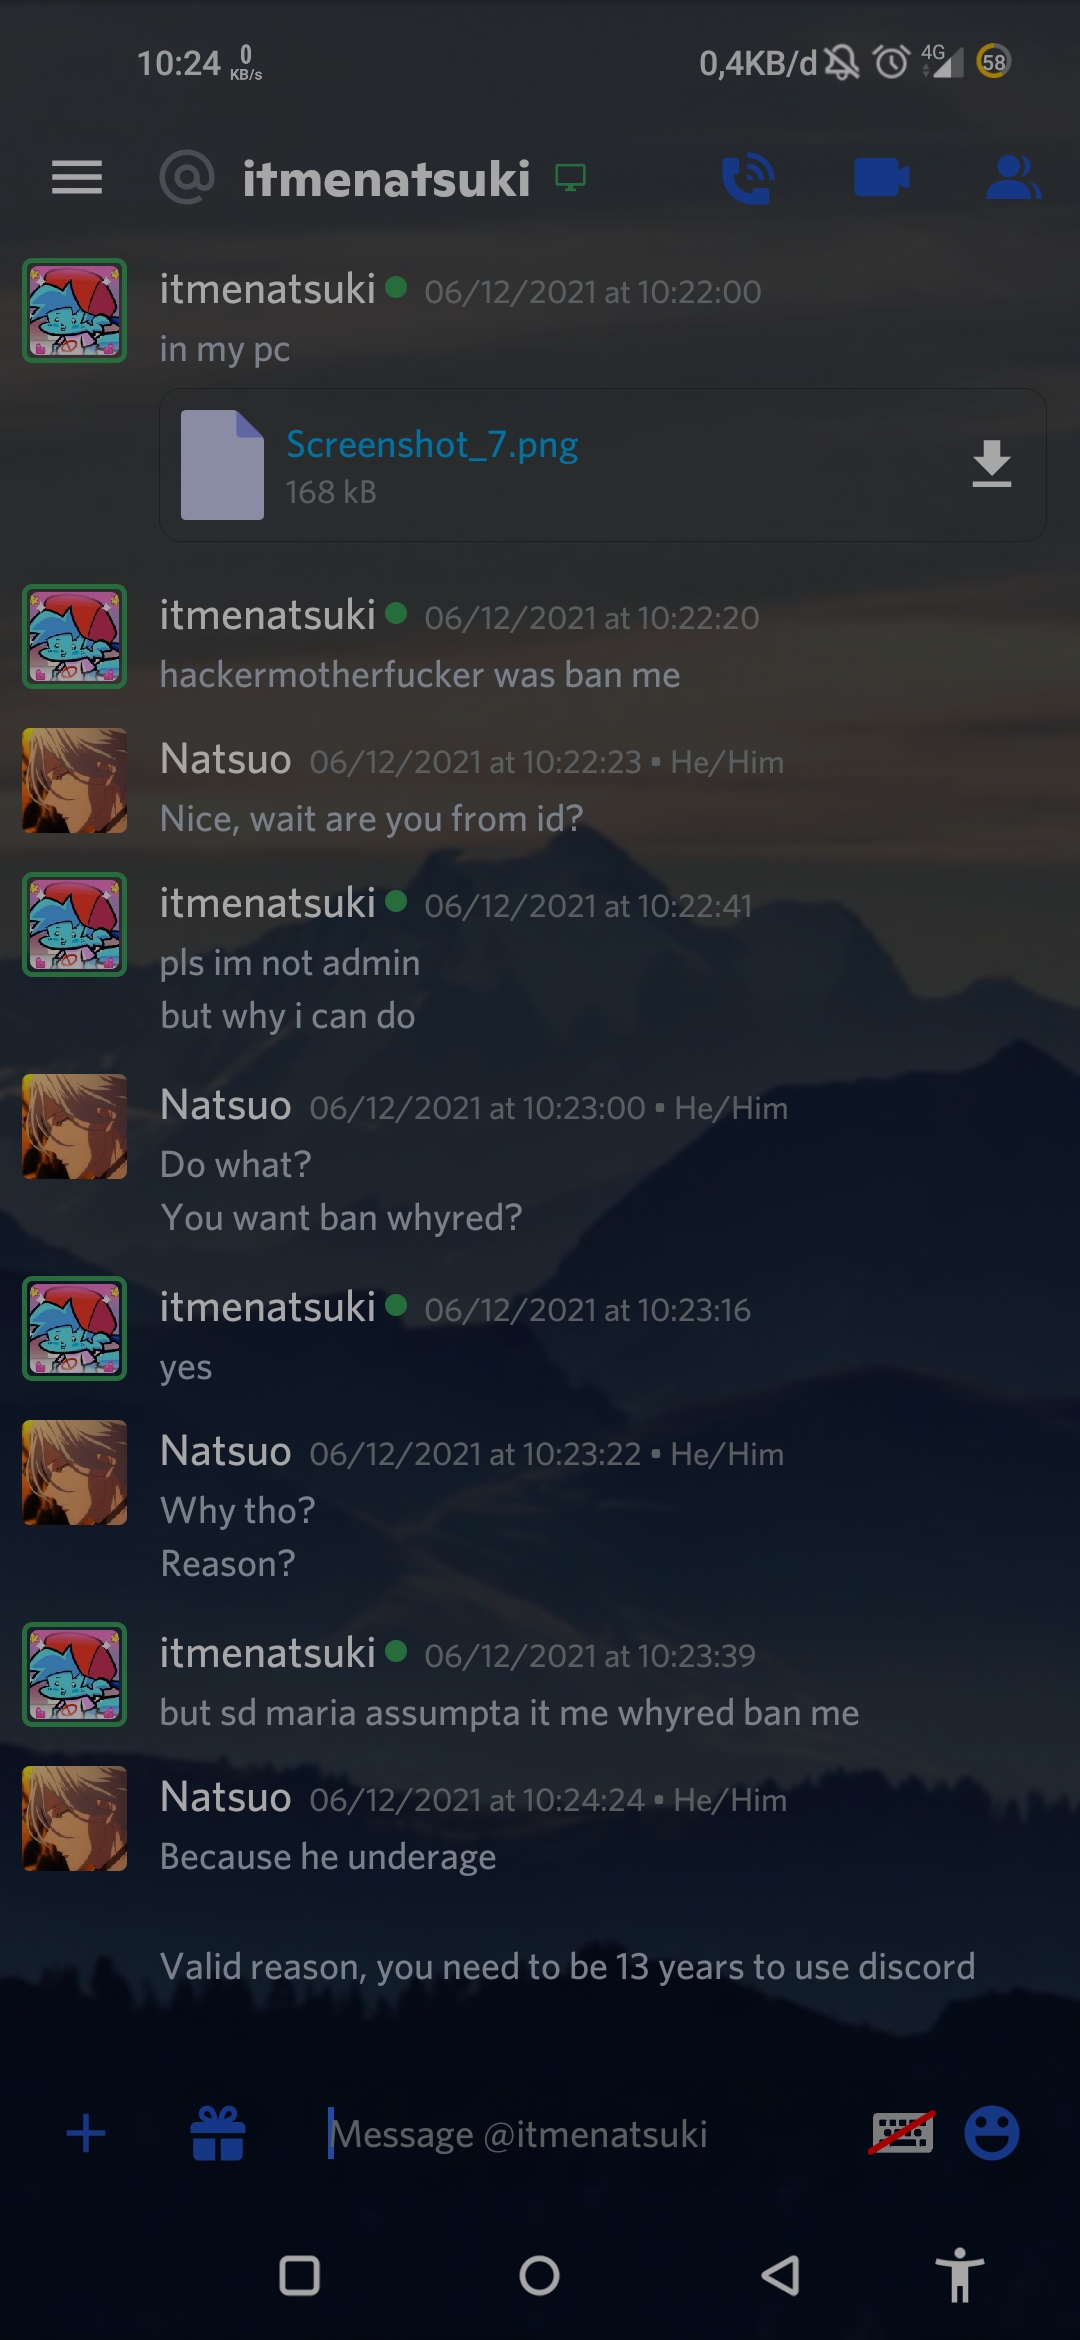 10:24 0 KB/s 0,4KB/d 4G 58
itmenatsuki
itmenatsuki 06/12/2021 at 10:22:00
in my pc
Screenshot_7.png
168 kB
itmenatsuki 06/12/2021 at 10:22:20
hackermotherfucker was ban me
Natsuo 06/12/2021 at 10:22:23 • He/Him
Nice, wait are you from id?
itmenatsuki 06/12/2021 at 10:22:41
pls im not admin
but why i can do
Natsuo 06/12/2021 at 10:23:00 • He/Him
Do what?
You want ban whyred?
itmenatsuki 06/12/2021 at 10:23:16
yes
Natsuo 06/12/2021 at 10:23:22 • He/Him
Why tho?
Reason?
itmenatsuki 06/12/2021 at 10:23:39
but sd maria assumpta it me whyred ban me
Natsuo 06/12/2021 at 10:24:24 • He/Him
Because he underage
Valid reason, you need to be 13 years to use discord
Message @itmenatsuki